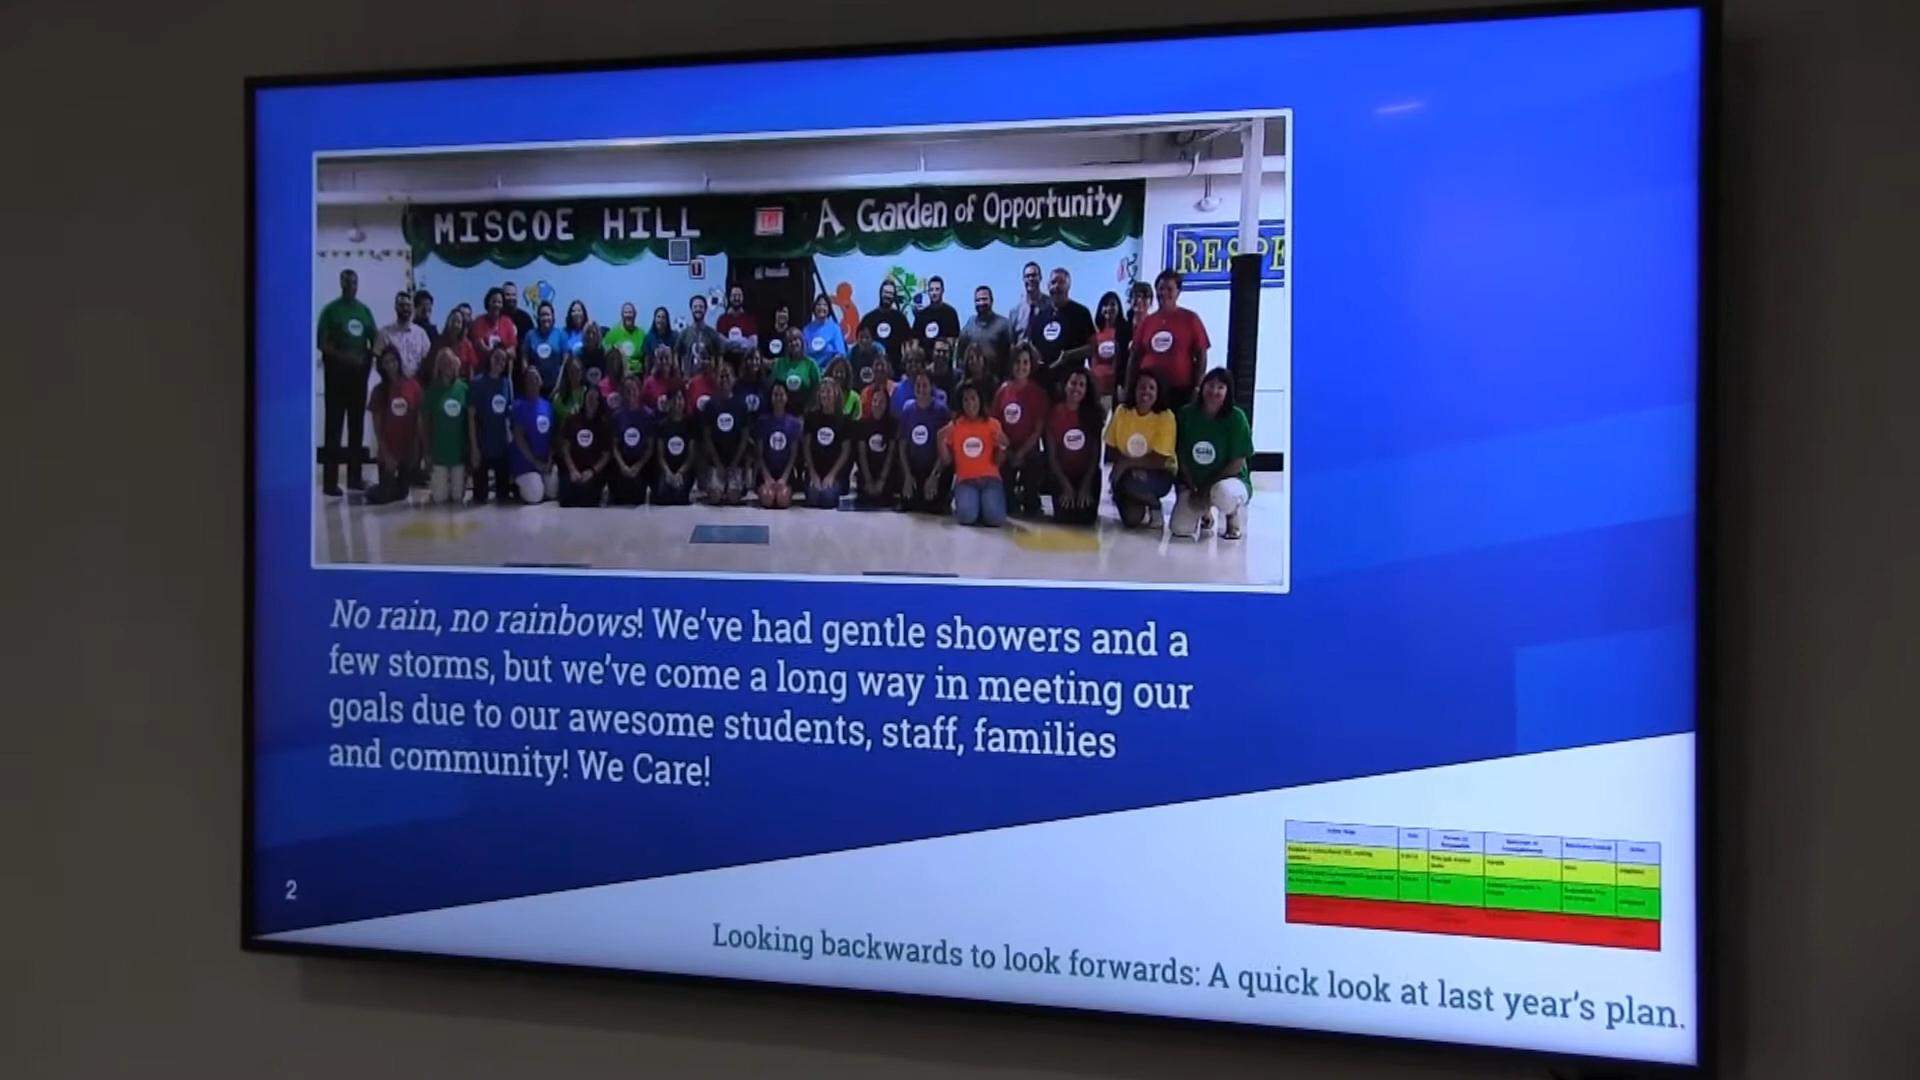 MISCOE HILL A Garden of Opportunity
RESPE
No rain, no rainbows! We've had gentle showers and a
few storms, but we've come a long way in meeting our
goals due to our awesome students, staff, families
and community! We Care!
2
Looking backwards to look forwards: A quick look at last year's plan.